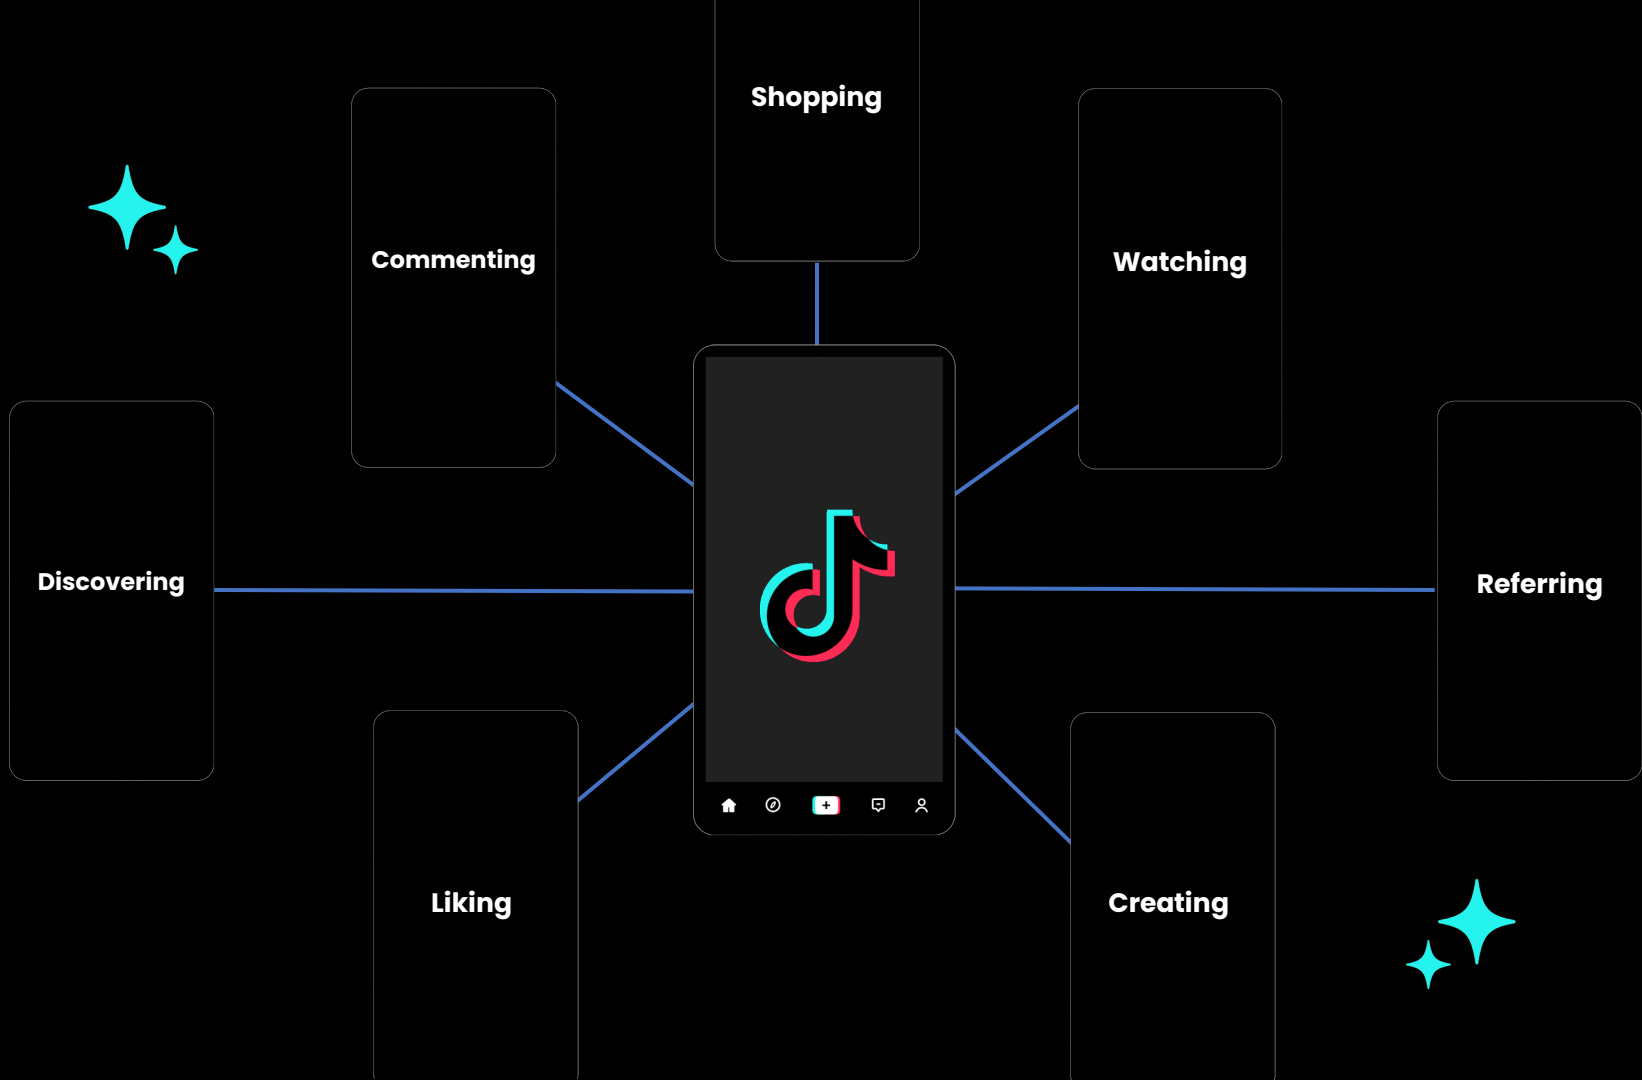 Shopping
Commenting
Watching
Discovering
Referring
Liking
Creating